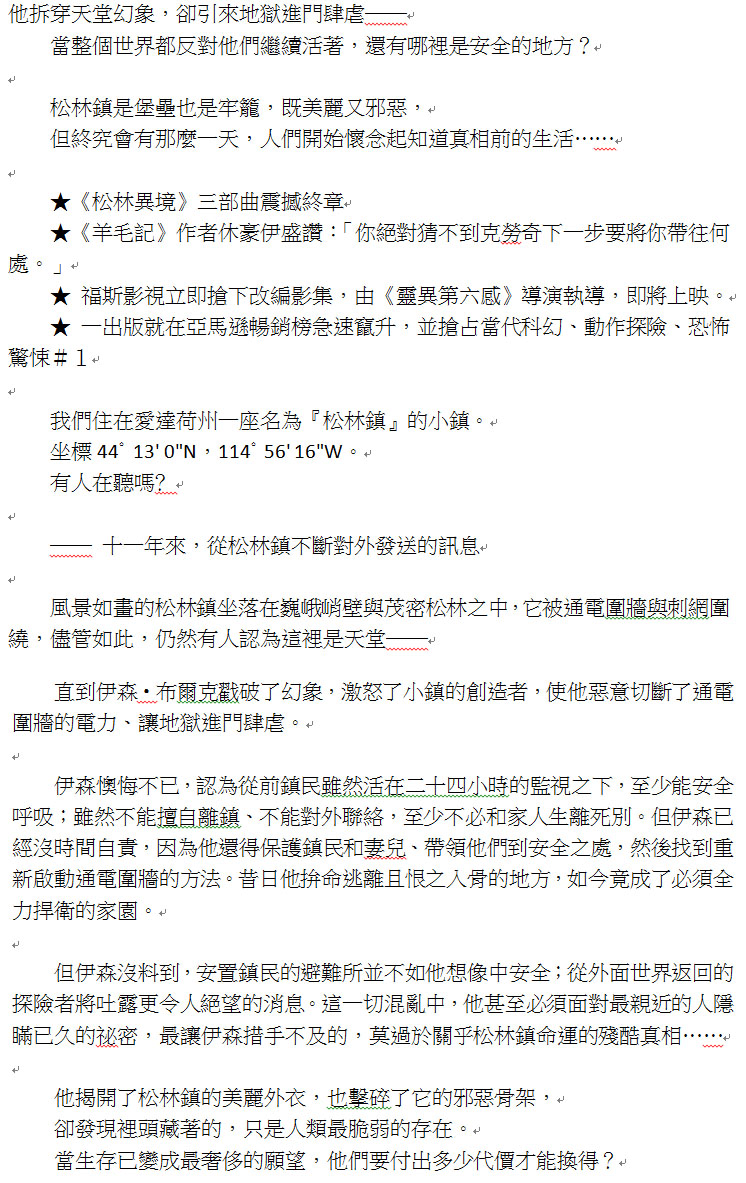 他拆穿天堂幻象，卻引來地獄進門肆虐——
當整個世界都反對他們繼續活著，還有哪裡是安全的地方？
松林鎮是堡壘也是牢籠，既美麗又邪惡，
但終究會有那麼一天，人們開始懷念起知道真相前的生活……
★《松林異境》三部曲震撼終章
★《羊毛記》作者休豪伊盛讚：「你絕對猜不到克勞奇下一步要將你帶往何
處。」
★ 福斯影視立即搶下改編影集，由《靈異第六感》導演執導，即將上映。
★ 一出版就在亞馬遜暢銷榜急速竄升，並搶占當代科幻、動作探險、恐怖
驚悚＃１
我們住在愛達荷州一座名為『松林鎮』的小鎮。
坐標 44° 13' 0"N，114° 56' 16"W。
有人在聽嗎?
—— 十一年來，從松林鎮不斷對外發送的訊息
風景如畫的松林鎮坐落在巍峨峭壁與茂密松林之中，它被通電圍牆與刺網圍
繞，儘管如此，仍然有人認為這裡是天堂——
直到伊森•布爾克戳破了幻象，激怒了小鎮的創造者，使他惡意切斷了通電
圍牆的電力、讓地獄進門肆虐。
伊森懊悔不已，認為從前鎮民雖然活在二十四小時的監視之下，至少能安全
呼吸；雖然不能擅自離鎮、不能對外聯絡，至少不必和家人生離死別。但伊森已
經沒時間自責，因為他還得保護鎮民和妻兒、帶領他們到安全之處，然後找到重
新啟動通電圍牆的方法。昔日他拚命逃離且恨之入骨的地方，如今竟成了必須全
力捍衛的家園。
但伊森沒料到，安置鎮民的避難所並不如他想像中安全；從外面世界返回的
探險者將吐露更令人絕望的消息。這一切混亂中，他甚至必須面對最親近的人隱
瞞已久的祕密，最讓伊森措手不及的，莫過於關乎松林鎮命運的殘酷真相……
他揭開了松林鎮的美麗外衣，也擊碎了它的邪惡骨架，
卻發現裡頭藏著的，只是人類最脆弱的存在。
當生存已變成最奢侈的願望，他們要付出多少代價才能換得？